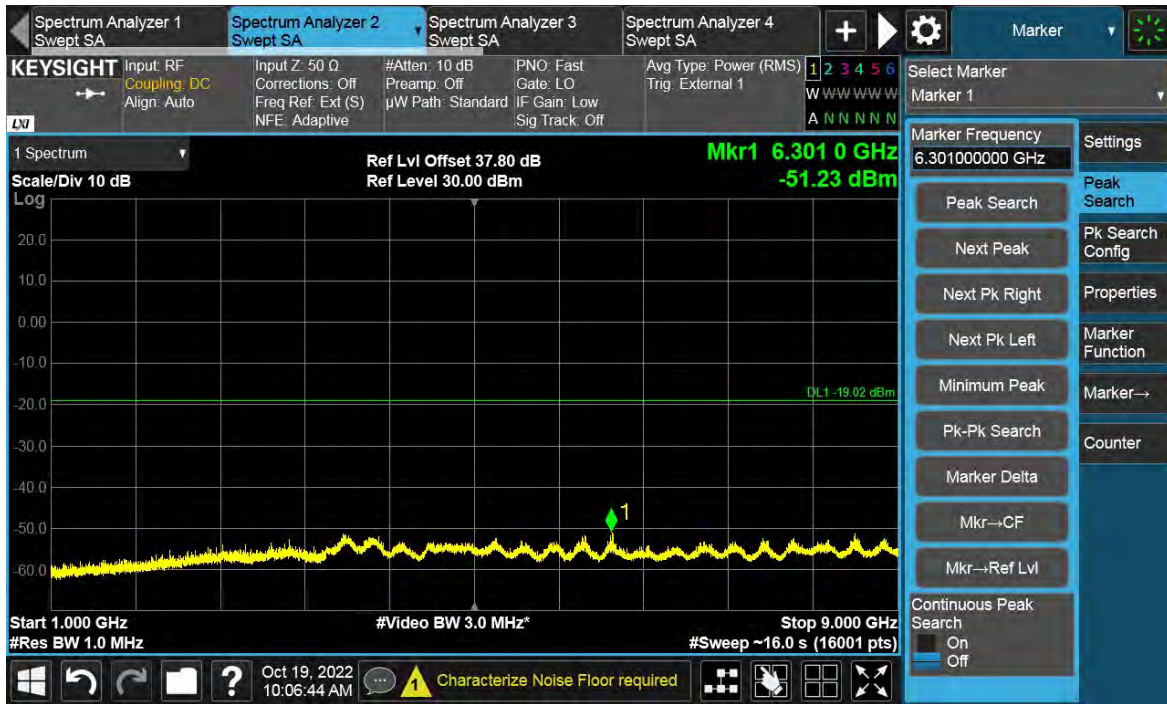 Spectrum Analyzer 1
Swept SA
Spectrum Analyzer 2
Swept SA
Spectrum Analyzer 3
Swept SA
Spectrum Analyzer 4
Swept SA
+
Marker
KEYSIGHT
LXI
Input: RF
Coupling: DC
Align: Auto
Input Z: 50 Ω
Corrections: Off
Freq Ref: Ext (S)
NFE: Adaptive
#Atten: 10 dB
Preamp: Off
µW Path: Standard
PNO: Fast
Gate: LO
IF Gain: Low
Sig Track: Off
Avg Type: Power (RMS)
Trig: External 1
1 2 3 4 5 6
W W W W W W
A N N N N N
Select Marker
Marker 1
1 Spectrum
Scale/Div 10 dB
Log
Ref Lvl Offset 37.80 dB
Ref Level 30.00 dBm
Mkr1 6.301 0 GHz
-51.23 dBm
20.0
10.0
0.00
-10.0
-20.0
-30.0
-40.0
-50.0
-60.0
DL1 -19.02 dBm
1
Start 1.000 GHz
#Res BW 1.0 MHz
#Video BW 3.0 MHz*
Stop 9.000 GHz
#Sweep ~16.0 s (16001 pts)
Marker Frequency
6.301000000 GHz
Peak Search
Next Peak
Next Pk Right
Next Pk Left
Minimum Peak
Pk-Pk Search
Marker Delta
Mkr→CF
Mkr→Ref Lvl
Continuous Peak
Search
On
Off
Settings
Peak
Search
Pk Search
Config
Properties
Marker
Function
Marker→
Counter
?
Oct 19, 2022
10:06:44 AM
1
Characterize Noise Floor required